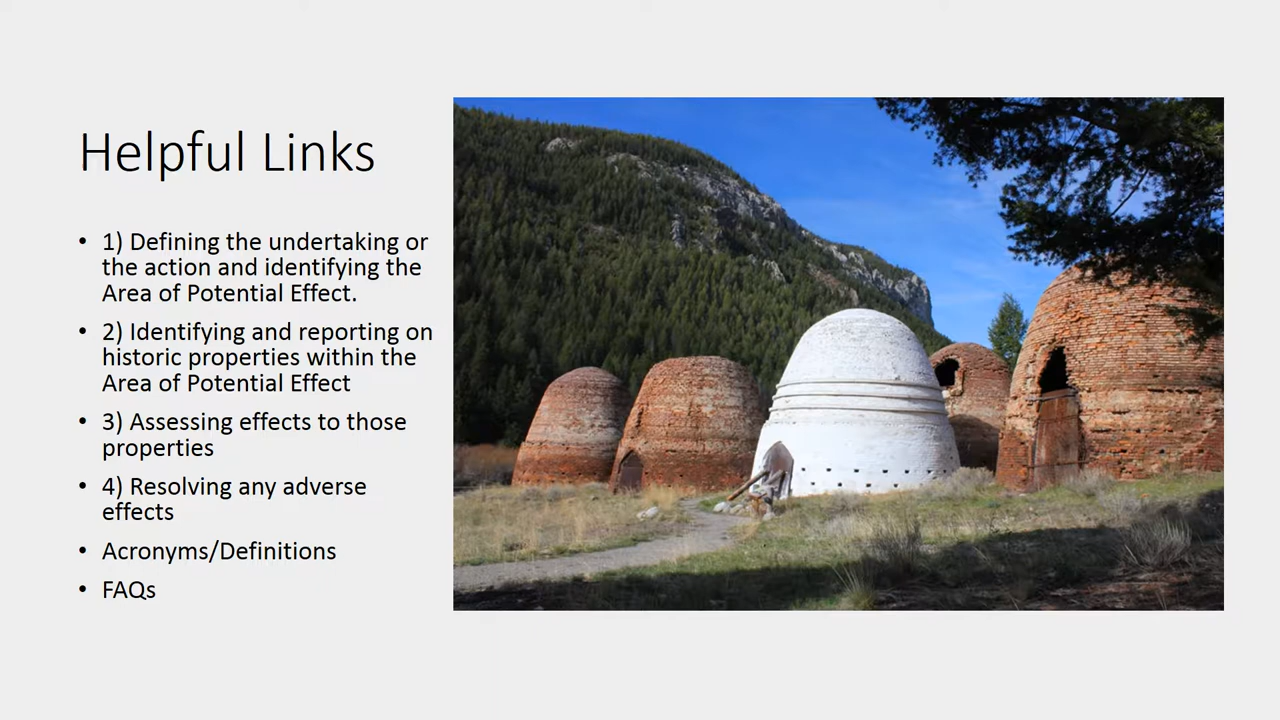 Helpful Links
• 1) Defining the undertaking or
the action and identifying the
Area of Potential Effect.
• 2) Identifying and reporting on
historic properties within the
Area of Potential Effect
• 3) Assessing effects to those
properties
• 4) Resolving any adverse
effects
• Acronyms/Definitions
• FAQs